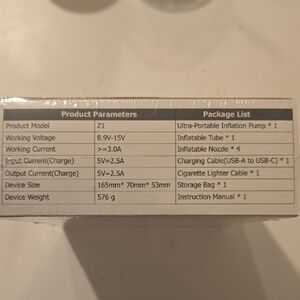 Product Parameters Package List
Product Model Z1 Ultra-Portable Inflation Pump * 1
Working Voltage 8.9V-15V Inflatable Tube * 1
Working Current >=3.0A Inflatable Nozzle * 4
Input Current(Charge) 5V=2.5A Charging Cable(USB-A to USB-C) * 1
Output Current(Charge) 5V=2.5A Cigarette Lighter Cable * 1
Device Size 165mm* 70mm* 53mm Storage Bag * 1
Device Weight 576 g Instruction Manual * 1